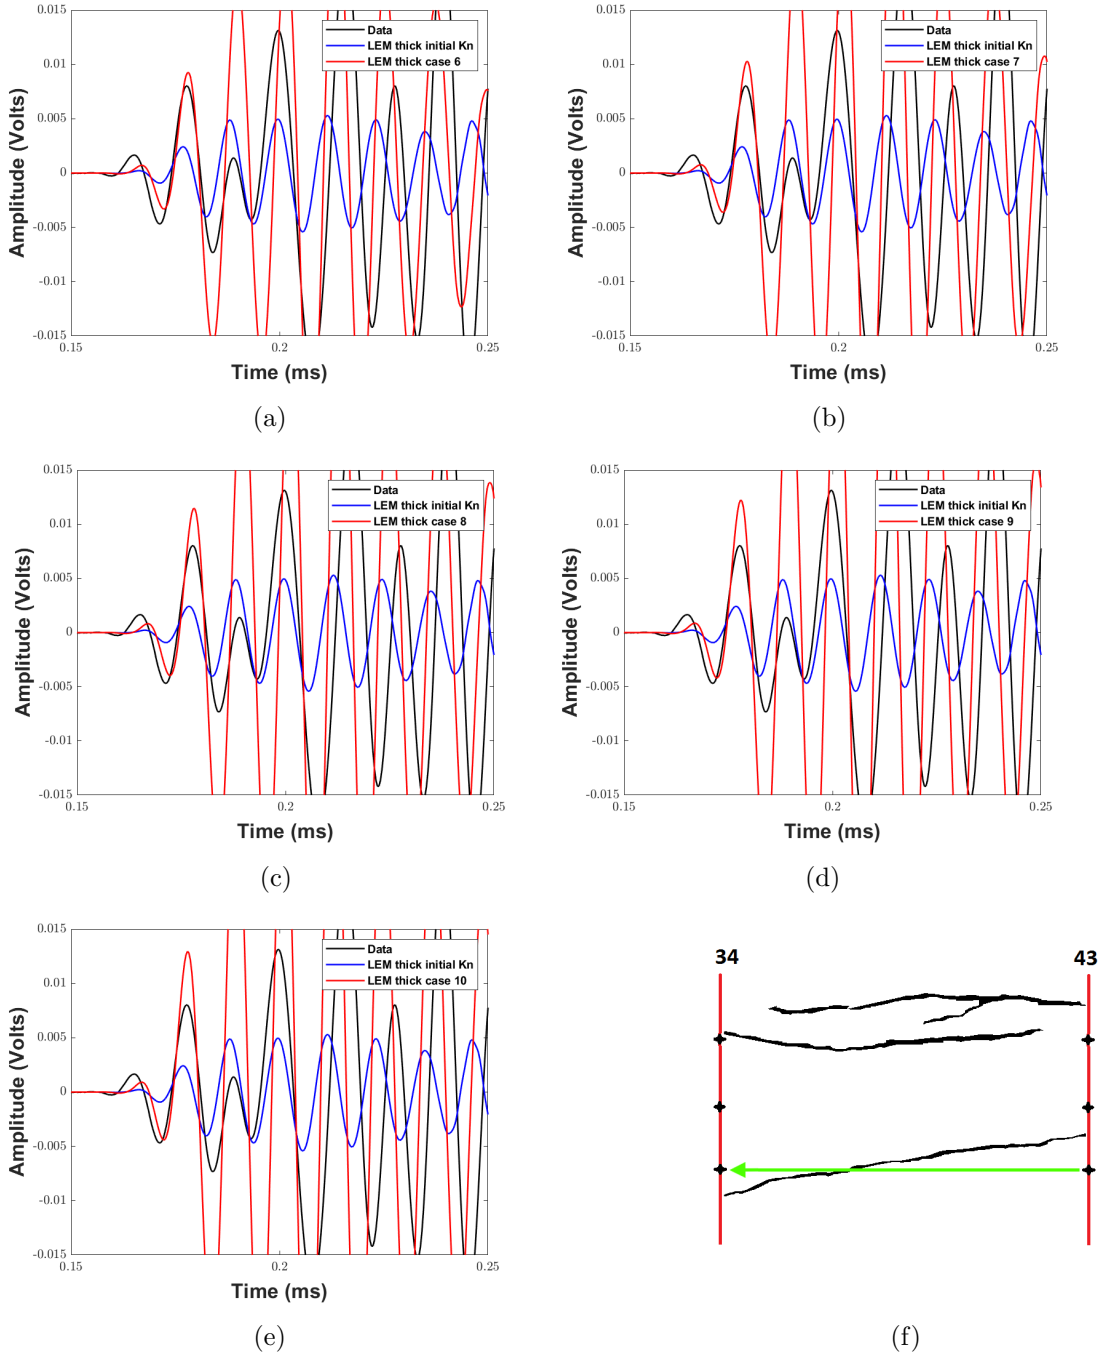 0.015
0.01
0.005
0
-0.005
-0.01
-0.015
0.15
0.2
0.25
Amplitude (Volts)
Time (ms)
Data
LEM thick initial Kn
LEM thick case 6
(a)
0.015
0.01
0.005
0
-0.005
-0.01
-0.015
0.15
0.2
0.25
Amplitude (Volts)
Time (ms)
Data
LEM thick initial Kn
LEM thick case 7
(b)
0.015
0.01
0.005
0
-0.005
-0.01
-0.015
0.15
0.2
0.25
Amplitude (Volts)
Time (ms)
Data
LEM thick initial Kn
LEM thick case 8
(c)
0.015
0.01
0.005
0
-0.005
-0.01
-0.015
0.15
0.2
0.25
Amplitude (Volts)
Time (ms)
Data
LEM thick initial Kn
LEM thick case 9
(d)
0.015
0.01
0.005
0
-0.005
-0.01
-0.015
0.15
0.2
0.25
Amplitude (Volts)
Time (ms)
Data
LEM thick initial Kn
LEM thick case 10
(e)
34
43
(f)